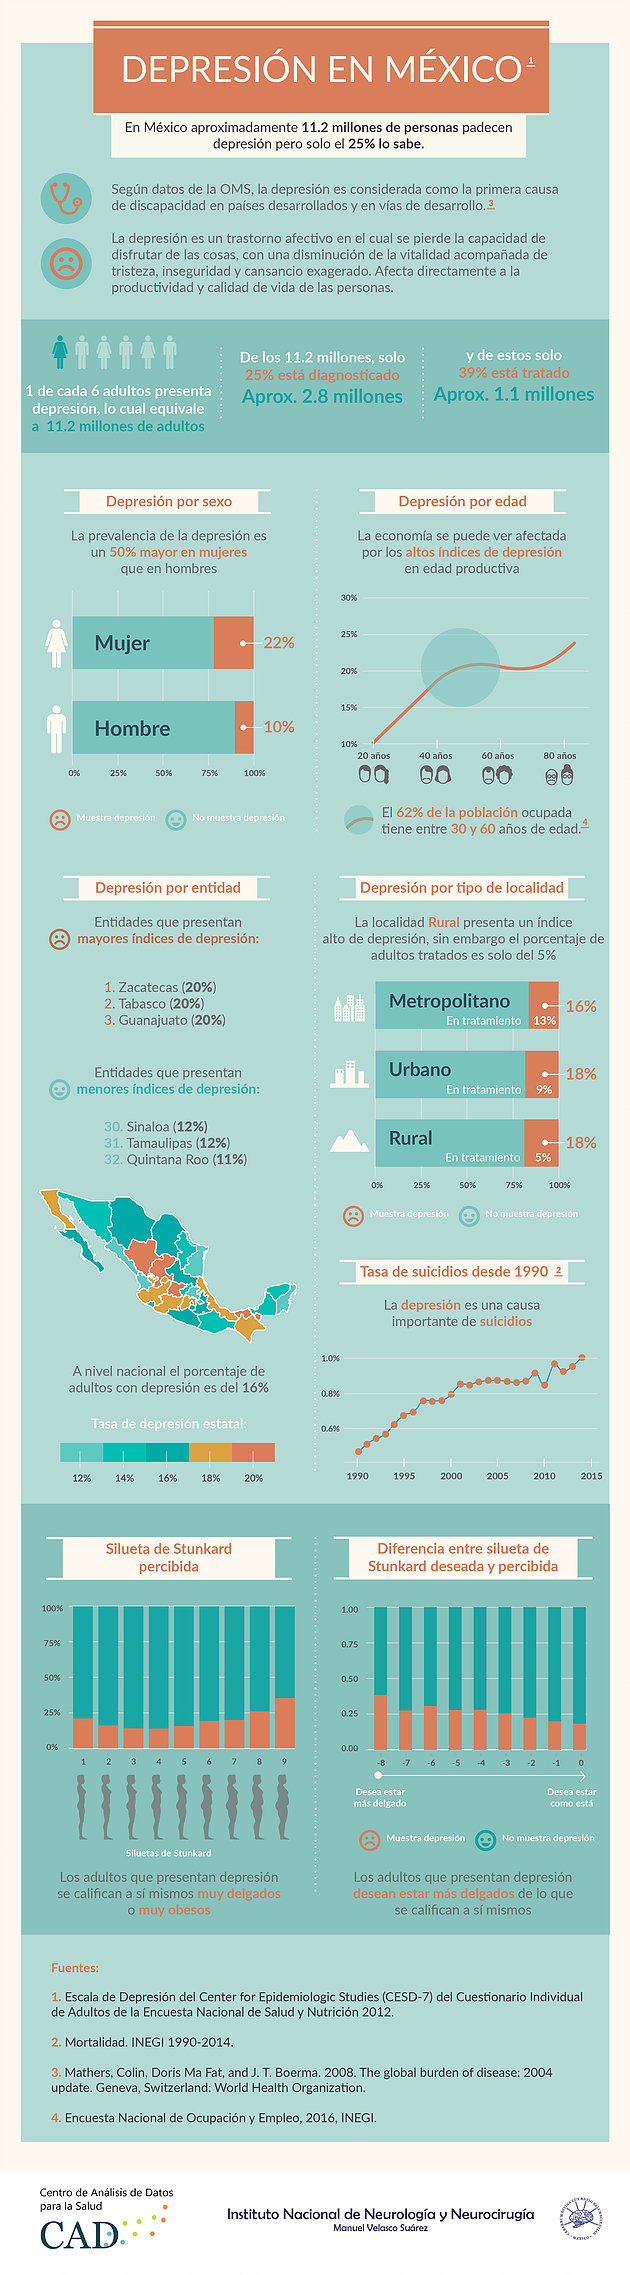 DEPRESIÓN EN MÉXICO 1
En México aproximadamente 11.2 millones de personas padecen
depresión pero solo el 25% lo sabe.
Según datos de la OMS, la depresión es considerada como la primera causa
de discapacidad en países desarrollados y en vías de desarrollo. 3
La depresión es un trastorno afectivo en el cual se pierde la capacidad de
disfrutar de las cosas, con una disminución de la vitalidad acompañada de
tristeza, inseguridad y cansancio exagerado. Afecta directamente a la
productividad y calidad de vida de las personas.
1 de cada 6 adultos presenta
depresión, lo cual equivale
a 11.2 millones de adultos
De los 11.2 millones, solo
25% está diagnosticado
Aprox. 2.8 millones
y de estos solo
39% está tratado
Aprox. 1.1 millones
Depresión por sexo
La prevalencia de la depresión es
un 50% mayor en mujeres
que en hombres
Mujer
22%
Hombre
10%
0% 25% 50% 75% 100%
Muestra depresión No muestra depresión
Depresión por edad
La economía se puede ver afectada
por los altos índices de depresión
en edad productiva
30%
25%
20%
15%
10%
20 años 40 años 60 años 80 años
El 62% de la población ocupada
tiene entre 30 y 60 años de edad. 4
Depresión por entidad
Entidades que presentan
mayores índices de depresión:
1. Zacatecas (20%)
2. Tabasco (20%)
3. Guanajuato (20%)
Entidades que presentan
menores índices de depresión:
30. Sinaloa (12%)
31. Tamaulipas (12%)
32. Quintana Roo (11%)
A nivel nacional el porcentaje de
adultos con depresión es del 16%
Tasa de depresión estatal:
12% 14% 16% 18% 20%
Depresión por tipo de localidad
La localidad Rural presenta un índice
alto de depresión, sin embargo el porcentaje de
adultos tratados es solo del 5%
Metropolitano
16%
En tratamiento 13%
Urbano
18%
En tratamiento 9%
Rural
18%
En tratamiento 5%
0% 25% 50% 75% 100%
Muestra depresión No muestra depresión
Tasa de suicidios desde 1990 2
La depresión es una causa
importante de suicidios
1.0%
0.8%
0.6%
1990 1995 2000 2005 2010 2015
Silueta de Stunkard
percibida
100%
75%
50%
25%
0%
1 2 3 4 5 6 7 8 9
Siluetas de Stunkard
Los adultos que presentan depresión
se califican a sí mismos muy delgados
o muy obesos
Diferencia entre silueta de
Stunkard deseada y percibida
1.00
0.75
0.50
0.25
0.00
-8 -7 -6 -5 -4 -3 -2 -1 0
Desea estar
más delgado
Desea estar
como está
Muestra depresión No muestra depresión
Los adultos que presentan depresión
desean estar más delgados de lo que
se califican a sí mismos
Fuentes:
1. Escala de Depresión del Center for Epidemiologic Studies (CESD-7) del Cuestionario Individual
de Adultos de la Encuesta Nacional de Salud y Nutrición 2012.
2. Mortalidad. INEGI 1990-2014.
3. Mathers, Colin, Doris Ma Fat, and J. T. Boerma. 2008. The global burden of disease: 2004
update. Geneva, Switzerland: World Health Organization.
4. Encuesta Nacional de Ocupación y Empleo, 2016, INEGI.
Centro de Análisis de Datos
para la Salud
CAD
Instituto Nacional de Neurología y Neurocirugía
Manuel Velasco Suárez